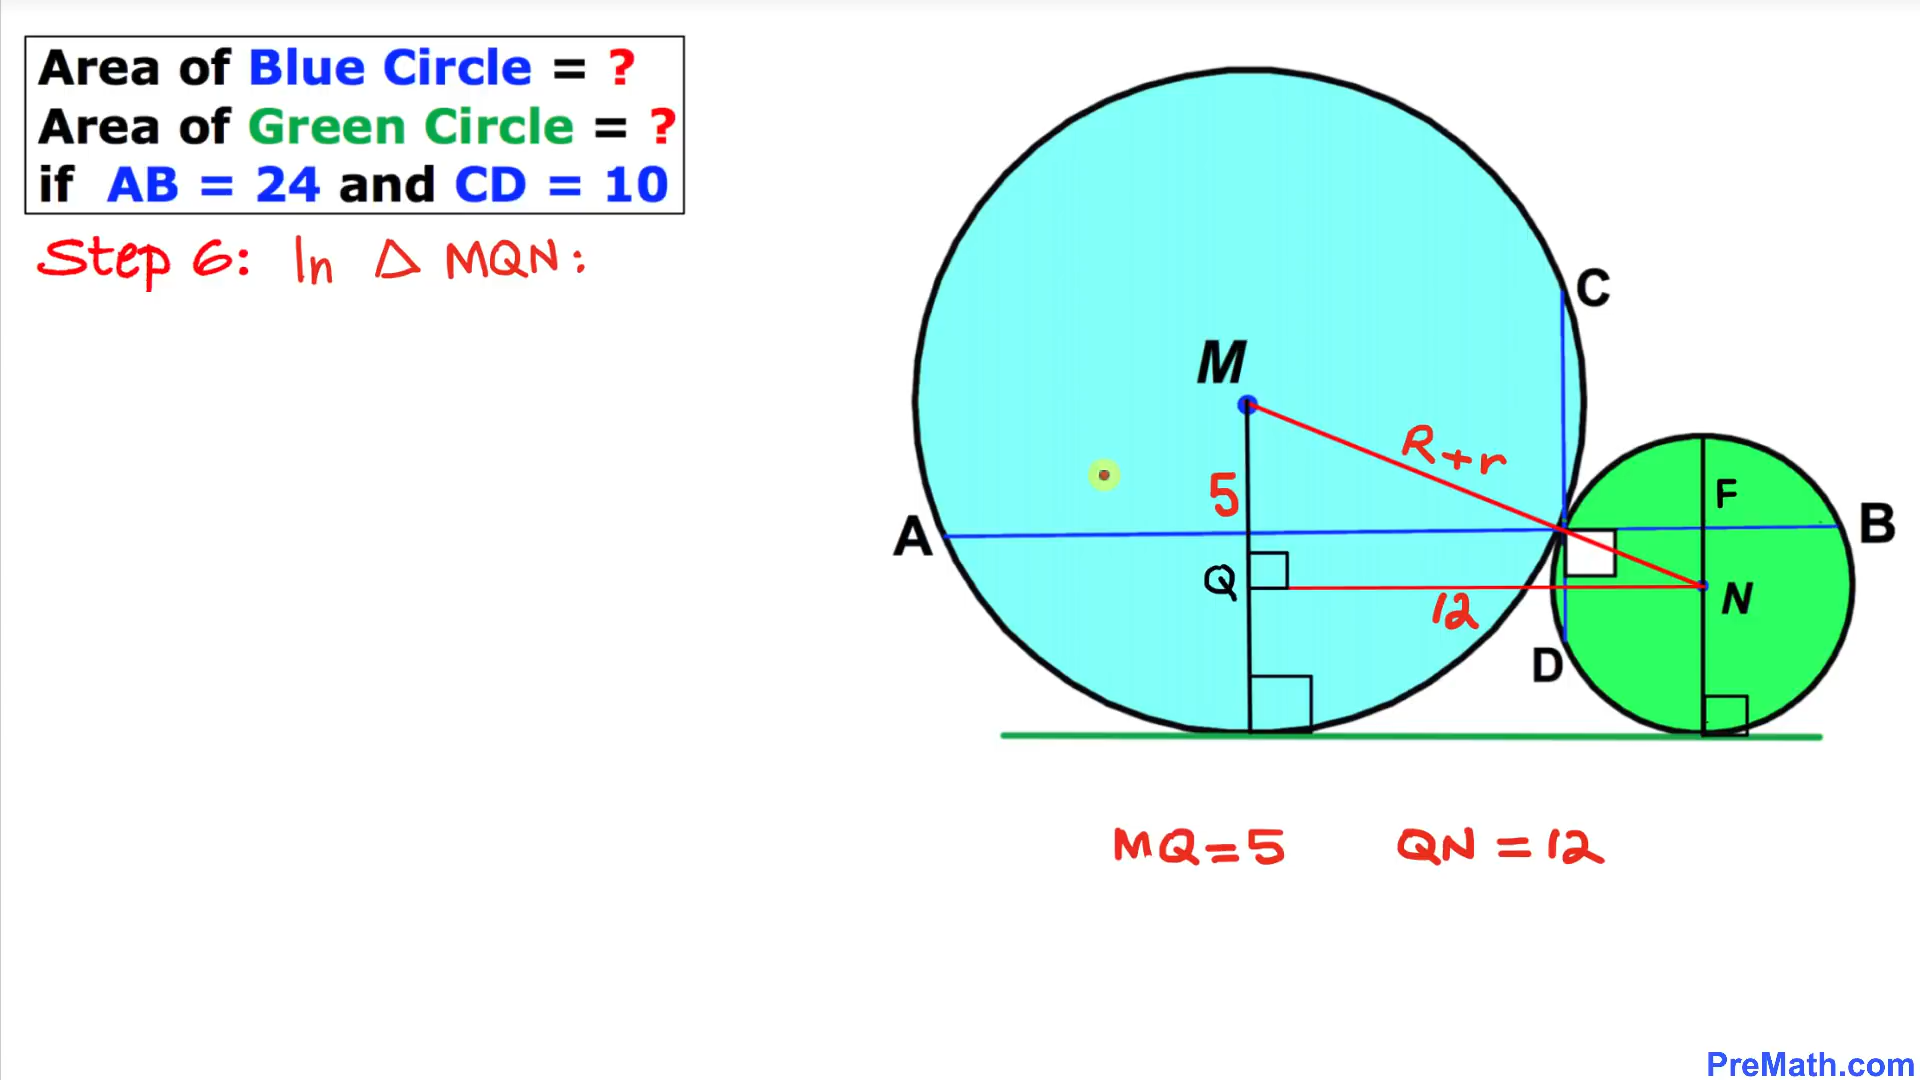 Area of Blue Circle = ?
Area of Green Circle = ?
if AB = 24 and CD = 10
Step 6: In Δ MQN:
C
M
R+r
5
F
A
B
Q
12
N
D
MQ=5 QN=12
PreMath.com